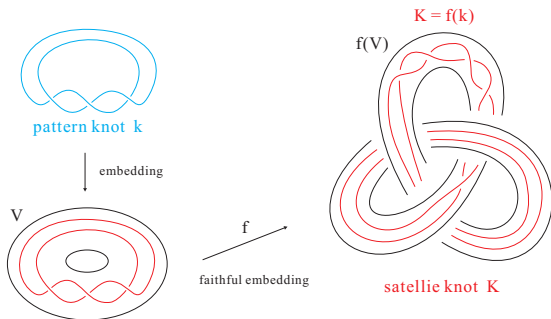 K = f(k)
f(V)
pattern knot k
embedding
V
f
faithful embedding
satellie knot K